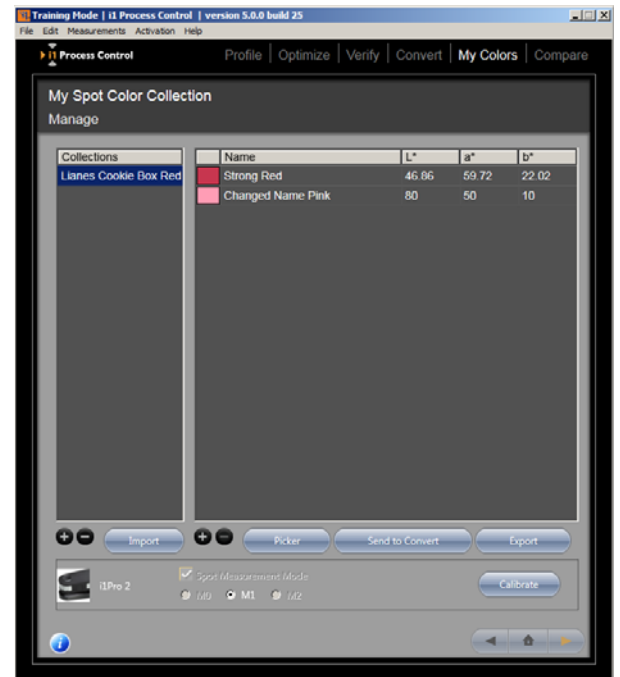 Training Mode | i1 Process Control | version 5.0.0 build 25
File Edit Measurements Activation Help
i1 Process Control Profile | Optimize | Verify | Convert | My Colors | Compare
My Spot Color Collection
Manage
Collections Name L* a* b*
Lianes Cookie Box Red Strong Red 46.86 59.72 22.02
Changed Name Pink 80 50 10
Import Picker Send to Convert Export
i1Pro 2 Spot Measurement Mode Calibrate
M0 M1 M2